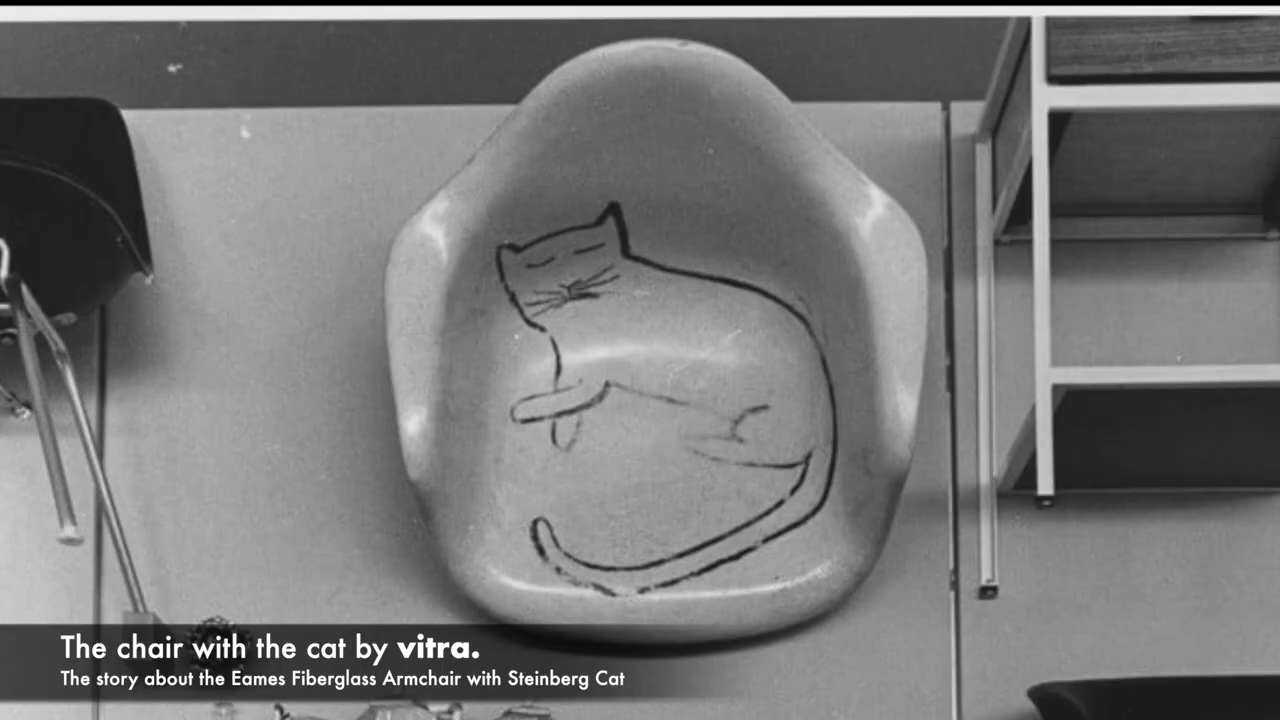 The chair with the cat by vitra.
The story about the Eames Fiberglass Armchair with Steinberg Cat